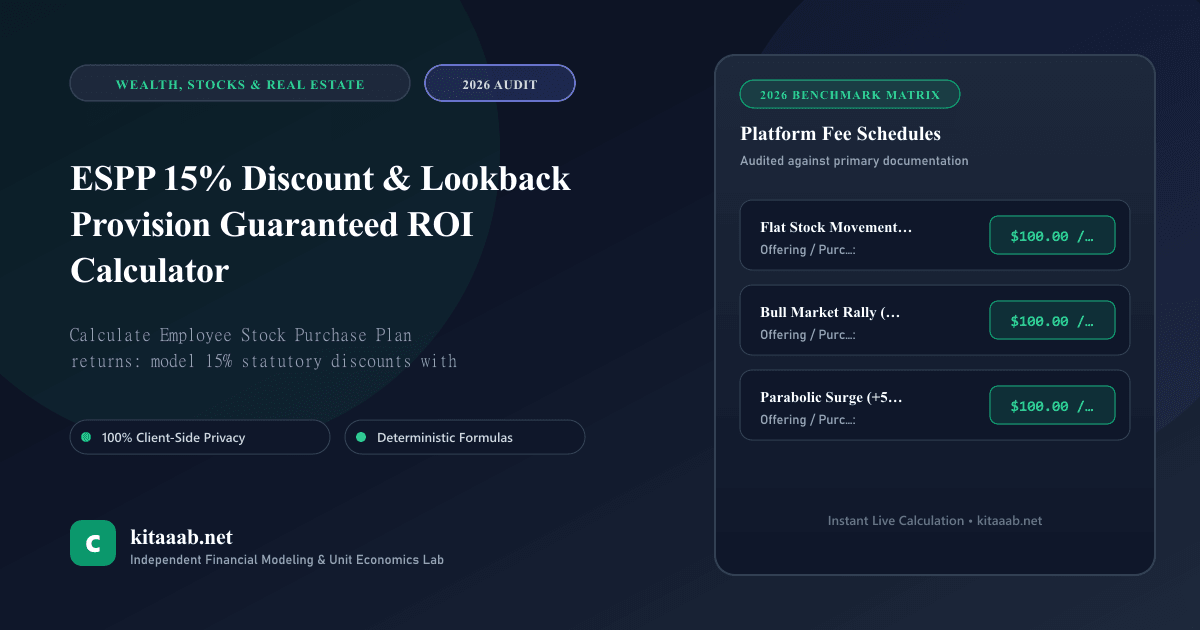 WEALTH, STOCKS & REAL ESTATE
2026 AUDIT
ESPP 15% Discount & Lookback
Provision Guaranteed ROI
Calculator
Calculate Employee Stock Purchase Plan
returns: model 15% statutory discounts with
100% Client-Side Privacy
Deterministic Formulas
C
kitaaab.net
Independent Financial Modeling & Unit Economics Lab
2026 BENCHMARK MATRIX
Platform Fee Schedules
Audited against primary documentation
Flat Stock Movement…
Offering / Purc…:
$100.00 /…
Bull Market Rally (…
Offering / Purc…:
$100.00 /…
Parabolic Surge (+5…
Offering / Purc…:
$100.00 /…
Instant Live Calculation • kitaaab.net